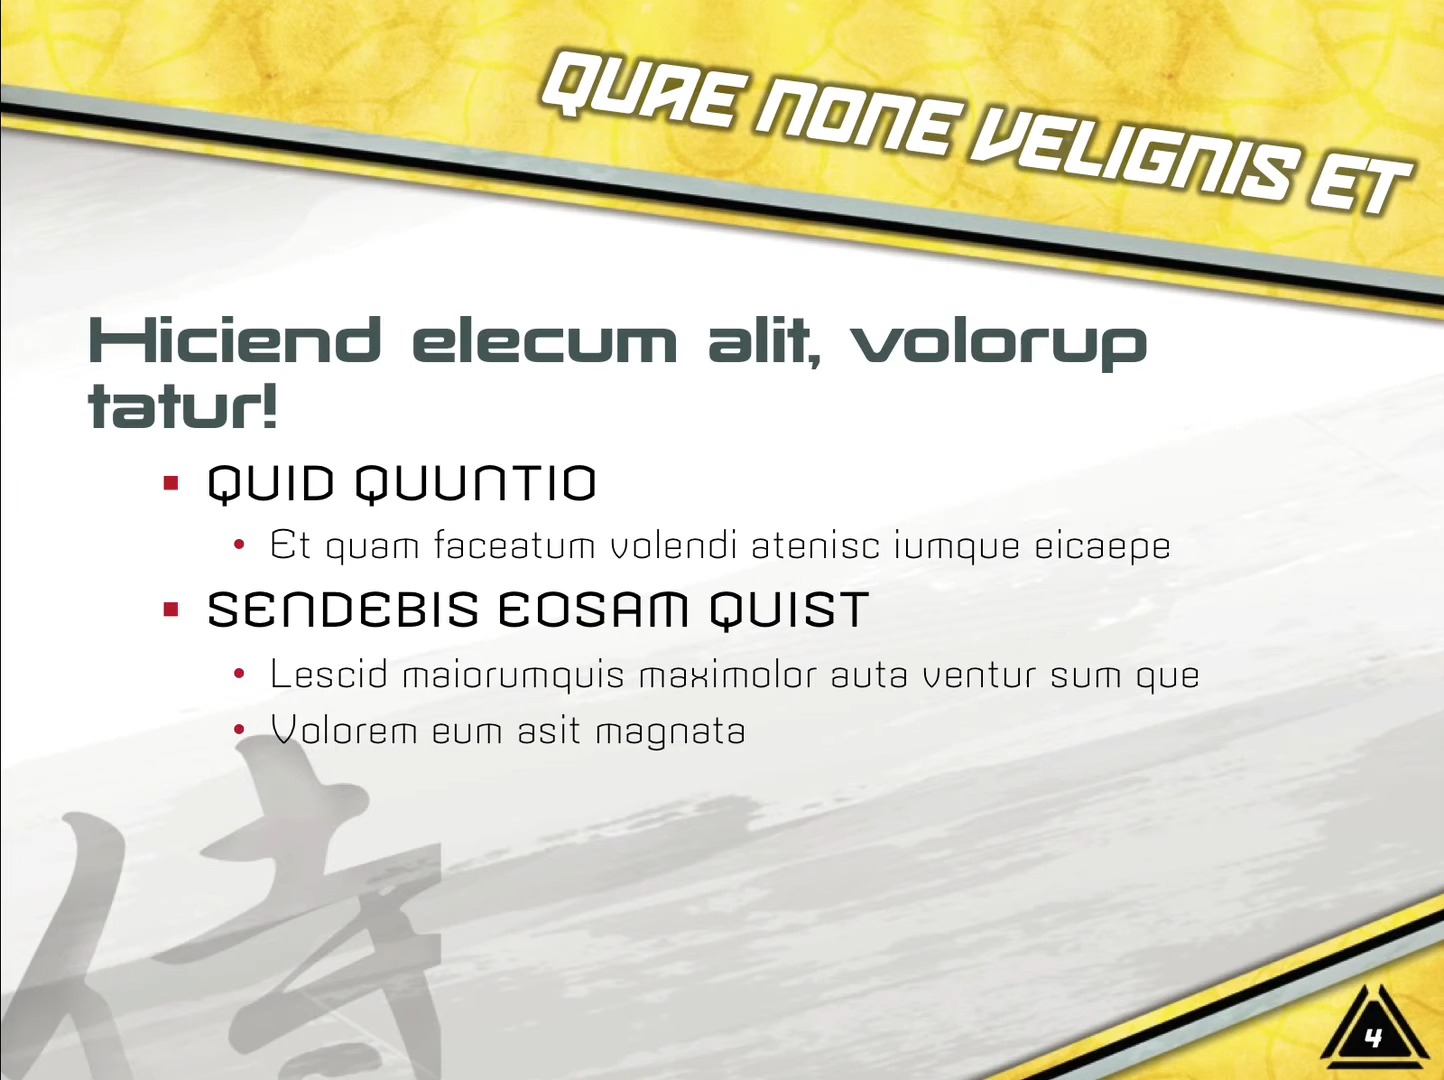 QUAE NONE VELIGNIS ET
Hiciend elecum alit, volorup
tatur!
▪ QUID QUUNTIO
• Et quam faceatum volendi atenisc iumque eicaepe
▪ SENDEBIS EOSAM QUIST
• Lescid maiorumquis maximolor auta ventur sum que
• Volorem eum asit magnata
侍
4